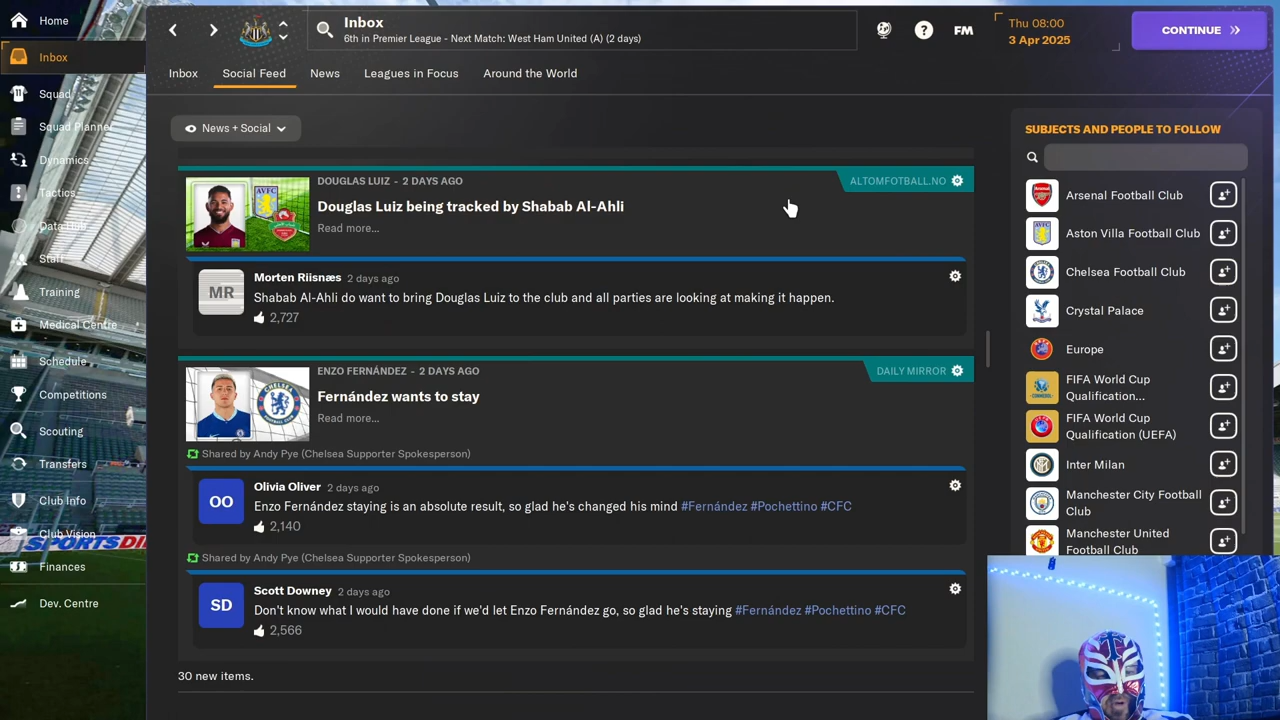 Home
Inbox
Squad
Squad Planner
Dynamics
Tactics
Data Hub
Staff
Training
Medical Centre
Schedule
Competitions
Scouting
Transfers
Club Info
Club Vision
Finances
Dev. Centre
SPORTS DI
Inbox
6th in Premier League - Next Match: West Ham United (A) (2 days)
FM
Thu 08:00
3 Apr 2025
CONTINUE
Inbox
Social Feed
News
Leagues in Focus
Around the World
News + Social
DOUGLAS LUIZ - 2 DAYS AGO
ALTOMFOTBALL.NO
Douglas Luiz being tracked by Shabab Al-Ahli
Read more...
AVFC
MR
Morten Riisnæs 2 days ago
Shabab Al-Ahli do want to bring Douglas Luiz to the club and all parties are looking at making it happen.
2,727
ENZO FERNÁNDEZ - 2 DAYS AGO
DAILY MIRROR
Fernández wants to stay
Read more...
Shared by Andy Pye (Chelsea Supporter Spokesperson)
OO
Olivia Oliver 2 days ago
Enzo Fernández staying is an absolute result, so glad he's changed his mind #Fernández #Pochettino #CFC
2,140
Shared by Andy Pye (Chelsea Supporter Spokesperson)
SD
Scott Downey 2 days ago
Don't know what I would have done if we'd let Enzo Fernández go, so glad he's staying #Fernández #Pochettino #CFC
2,566
30 new items.
SUBJECTS AND PEOPLE TO FOLLOW
Arsenal Football Club
Aston Villa Football Club
Chelsea Football Club
Crystal Palace
Europe
FIFA World Cup
Qualification...
FIFA World Cup
Qualification (UEFA)
Inter Milan
Manchester City Football
Club
Manchester United
Football Club